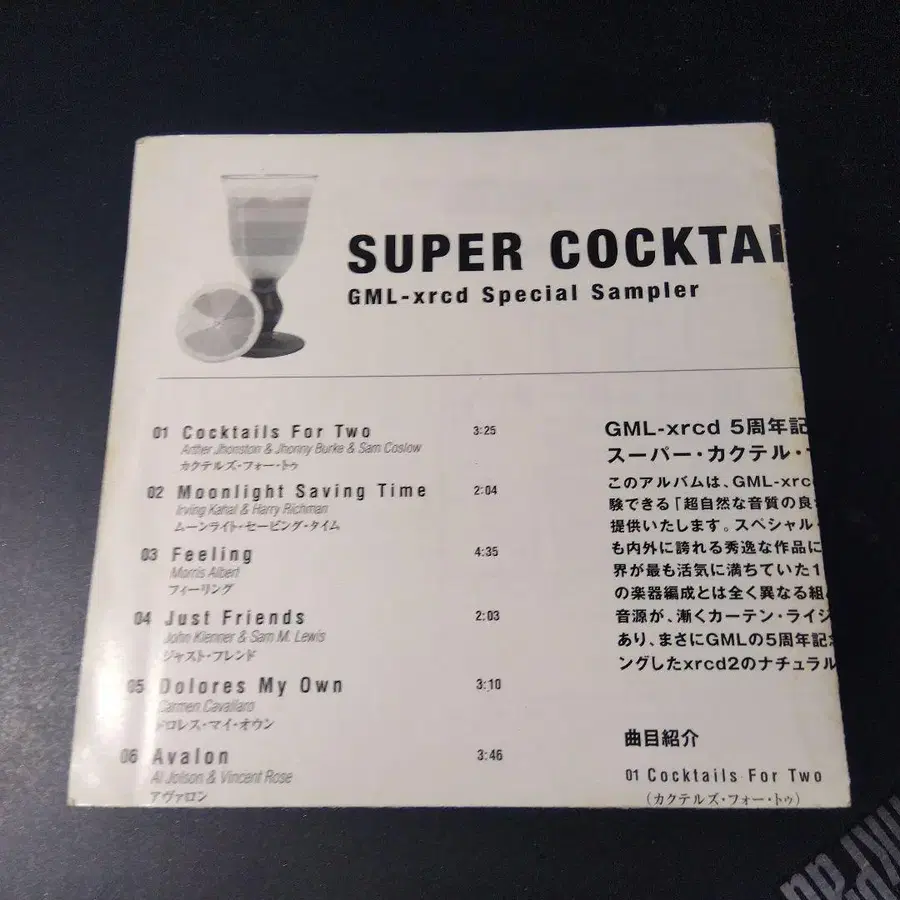 SUPER COCKTAI
GML-xrcd Special Sampler
01 Cocktails For Two 3:25
Arther Jhonston & Jhonny Burke & Sam Coslow
カクテルズ・フォー・トゥ
02 Moonlight Saving Time 2:04
Irving Kahal & Harry Richman
ムーンライト・セービング・タイム
03 Feeling 4:35
Morris Albert
フィーリング
04 Just Friends 2:03
John Klenner & Sam M. Lewis
ジャスト・フレンド
05 Dolores My Own 3:10
Carmen Cavallaro
ドロレス・マイ・オウン
06 Avalon 3:46
Al Jolson & Vincent Rose
アヴァロン
GML-xrcd 5周年記
スーパー・カクテル・
このアルバムは、GML-xrc
験できる「超自然な音質の良
提供いたします。スペシャル・
も内外に誇れる秀逸な作品に
界が最も活気に満ちていた1
の楽器編成とは全く異なる組
音源が、漸くカーテン・ライジ
あり、まさにGMLの5周年記
ングしたxrcd2のナチュラル
曲目紹介
01 Cocktails For Two
(カクテルズ・フォー・トゥ)